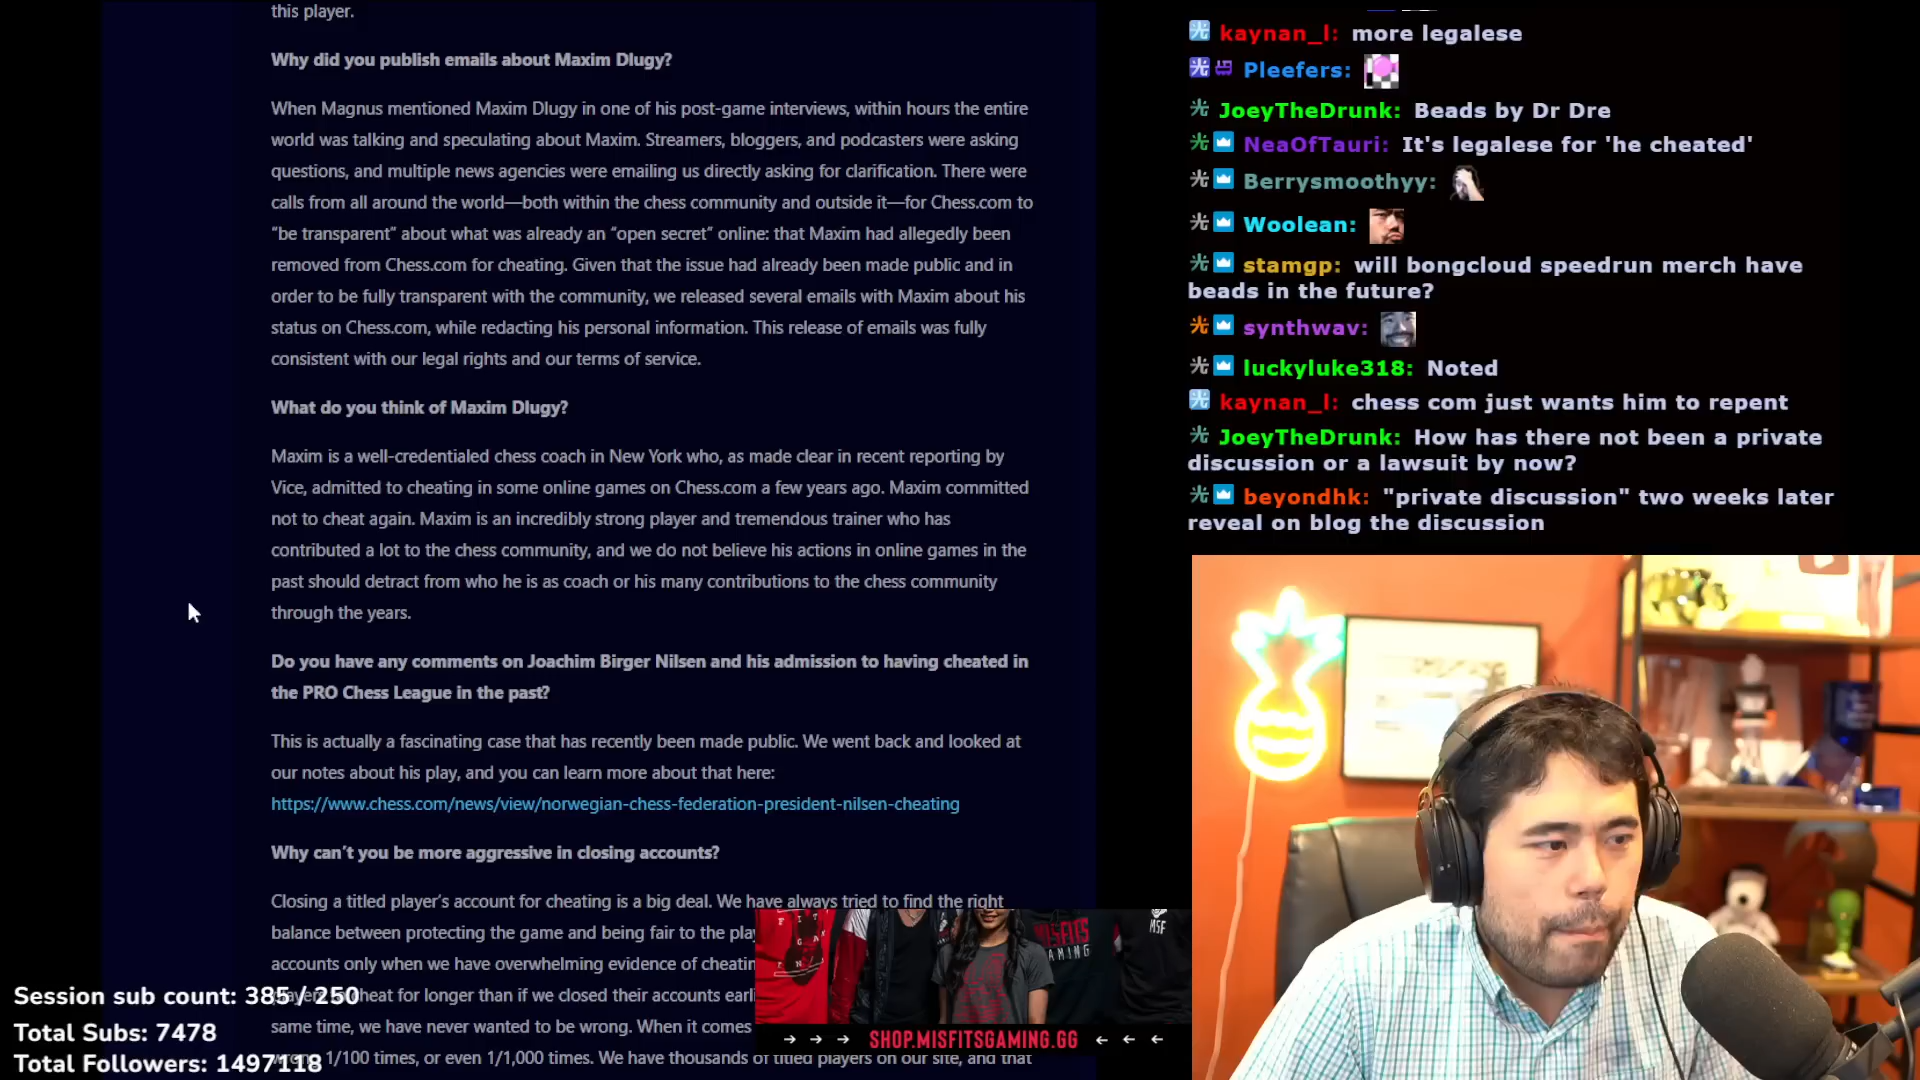 this player.
Why did you publish emails about Maxim Dlugy?
When Magnus mentioned Maxim Dlugy in one of his post-game interviews, within hours the entire
world was talking and speculating about Maxim. Streamers, bloggers, and podcasters were asking
questions, and multiple news agencies were emailing us directly asking for clarification. There were
calls from all around the world—both within the chess community and outside it—for Chess.com to
“be transparent” about what was already an “open secret” online: that Maxim had allegedly been
removed from Chess.com for cheating. Given that the issue had already been made public and in
order to be fully transparent with the community, we released several emails with Maxim about his
status on Chess.com, while redacting his personal information. This release of emails was fully
consistent with our legal rights and our terms of service.
What do you think of Maxim Dlugy?
Maxim is a well-credentialed chess coach in New York who, as made clear in recent reporting by
Vice, admitted to cheating in some online games on Chess.com a few years ago. Maxim committed
not to cheat again. Maxim is an incredibly strong player and tremendous trainer who has
contributed a lot to the chess community, and we do not believe his actions in online games in the
past should detract from who he is as coach or his many contributions to the chess community
through the years.
Do you have any comments on Joachim Birger Nilsen and his admission to having cheated in
the PRO Chess League in the past?
This is actually a fascinating case that has recently been made public. We went back and looked at
our notes about his play, and you can learn more about that here:
https://www.chess.com/news/view/norwegian-chess-federation-president-nilsen-cheating
Why can’t you be more aggressive in closing accounts?
Closing a titled player’s account for cheating is a big deal. We have always tried to find the right
balance between protecting the game and being fair to the play
accounts only when we have overwhelming evidence of cheatin
cheat for longer than if we closed their accounts earli
same time, we have never wanted to be wrong. When it comes
1/100 times, or even 1/1,000 times. We have thousands of titled players on our site, and that
Session sub count: 385 / 250
Total Subs: 7478
Total Followers: 1497118
→ → → SHOP.MISFITSGAMING.GG ← ← ←
MISFITS
GAMING
MSF
kaynan_l: more legalese
Pleefers:
JoeyTheDrunk: Beads by Dr Dre
NeaOfTauri: It's legalese for 'he cheated'
Berrysmoothyy:
Woolean:
stamgp: will bongcloud speedrun merch have
beads in the future?
synthwav:
luckyluke318: Noted
kaynan_l: chess com just wants him to repent
JoeyTheDrunk: How has there not been a private
discussion or a lawsuit by now?
beyondhk: "private discussion" two weeks later
reveal on blog the discussion